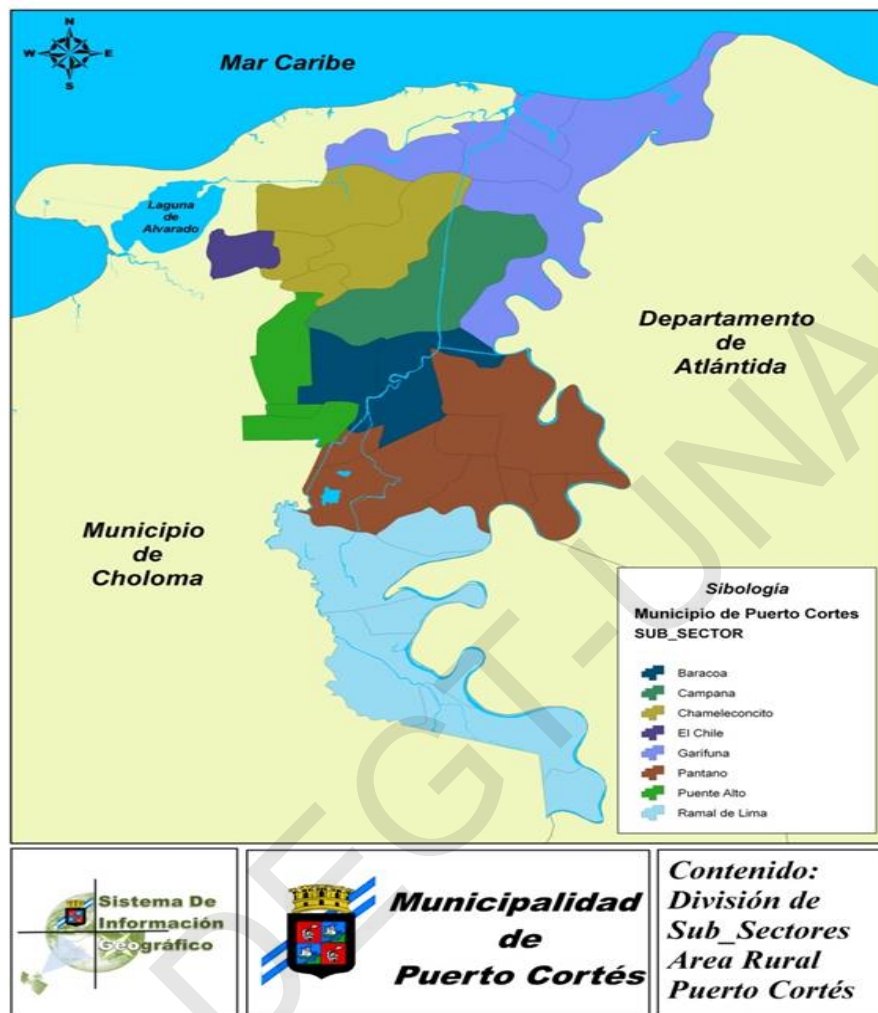 N
W
E
S
Mar Caribe
Laguna
de
Alvarado
Departamento
de
Atlántida
Municipio
de
Choloma
Sibología
Municipio de Puerto Cortes
SUB_SECTOR
Baracoa
Campana
Chameleconcito
El Chile
Garifuna
Pantano
Puente Alto
Ramal de Lima
Sistema De
Información
Geográfico
Municipalidad
de
Puerto Cortés
Contenido:
División de
Sub_Sectores
Area Rural
Puerto Cortés
DEGT-UNA